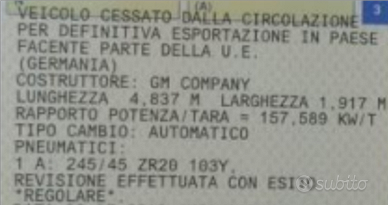 (A)
3
VEICOLO CESSATO DALLA CIRCOLAZIONE
PER DEFINITIVA ESPORTAZIONE IN PAESE
FACENTE PARTE DELLA U.E.
(GERMANIA)
COSTRUTTORE: GM COMPANY
LUNGHEZZA 4,837 M LARGHEZZA 1,917 M
RAPPORTO POTENZA/TARA = 157,589 KW/T
TIPO CAMBIO: AUTOMATICO
PNEUMATICI:
1 A: 245/45 ZR20 103Y.
REVISIONE EFFETTUATA CON ESITO
*REGOLARE*
subito